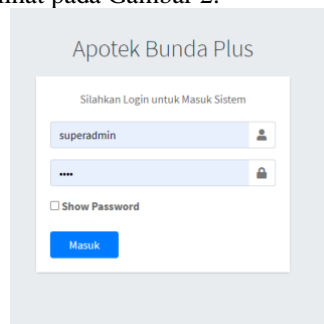 Apotek Bunda Plus
Silahkan Login untuk Masuk Sistem
superadmin
••••
Show Password
Masuk